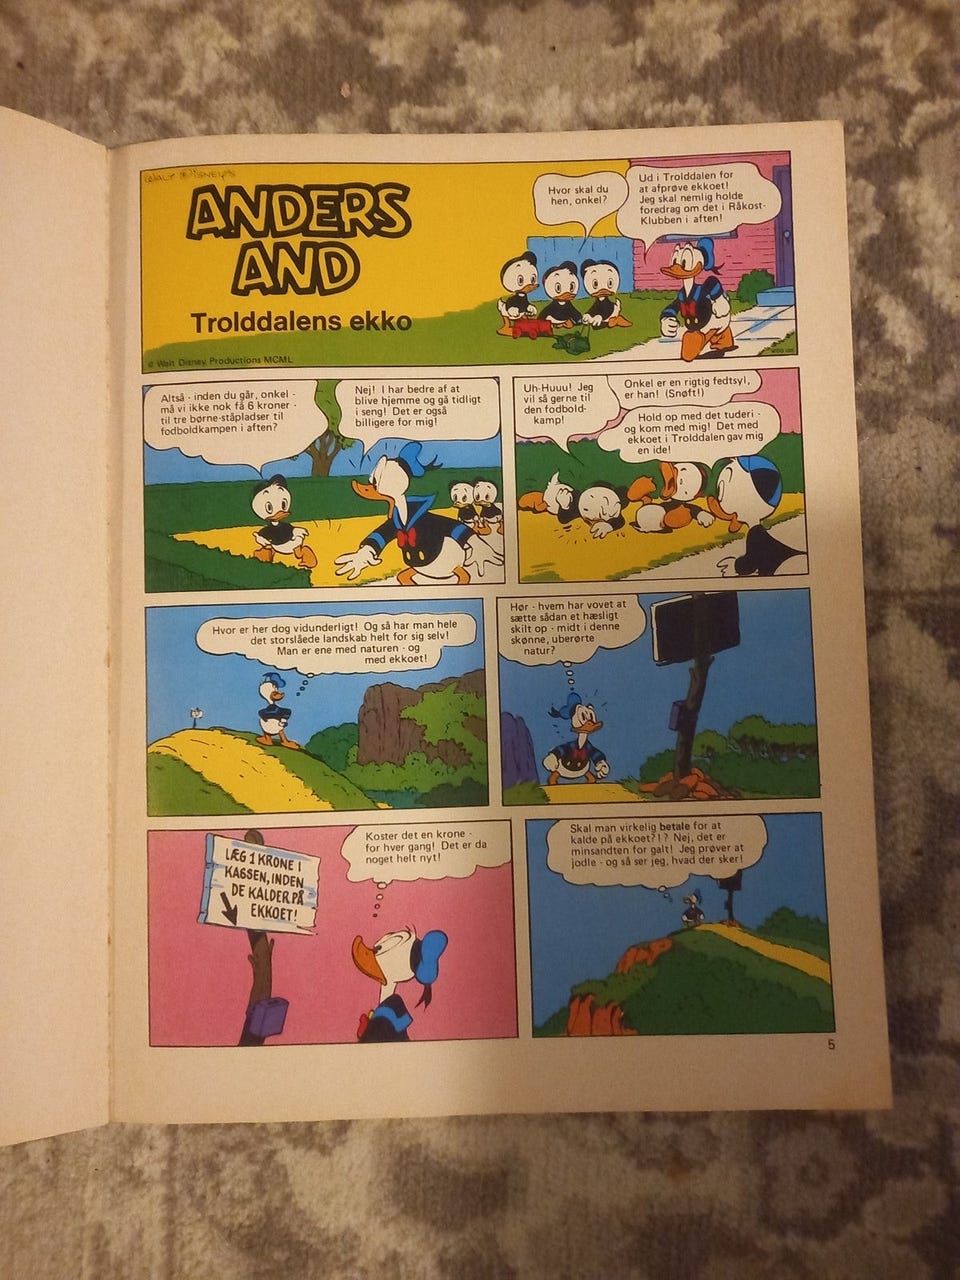 WALT DISNEY'S
ANDERS
AND
Trolddalens ekko
© Walt Disney Productions MCML
Hvor skal du
hen, onkel?
Ud i Trolddalen for
at afprøve ekkoet!
Jeg skal nemlig holde
foredrag om det i Råkost-
Klubben i aften!
Altså - inden du går, onkel -
må vi ikke nok få 6 kroner -
til tre børne-ståpladser til
fodboldkampen i aften?
Nej! I har bedre af at
blive hjemme og gå tidligt
i seng! Det er også
billigere for mig!
Uh-Huuu! Jeg
vil så gerne til
den fodbold-
kamp!
Onkel er en rigtig fedtsyl,
er han! (Snøft!)
Hold op med det tuderi -
og kom med mig! Det med
ekkoet i Trolddalen gav mig
en ide!
Hvor er her dog vidunderligt! Og så har man hele
det storslåede landskab helt for sig selv!
Man er ene med naturen - og
med ekkoet!
Hør - hvem har vovet at
sætte sådan et hæsligt
skilt op - midt i denne
skønne, uberørte
natur?
LÆG 1 KRONE I
KASSEN, INDEN
DE KALDER PÅ
EKKOET!
Koster det en krone -
for hver gang! Det er da
noget helt nyt!
Skal man virkelig betale for at
kalde på ekkoet?!? Nej, det er
minsandten for galt! Jeg prøver at
jodle - og så ser jeg, hvad der sker!
5